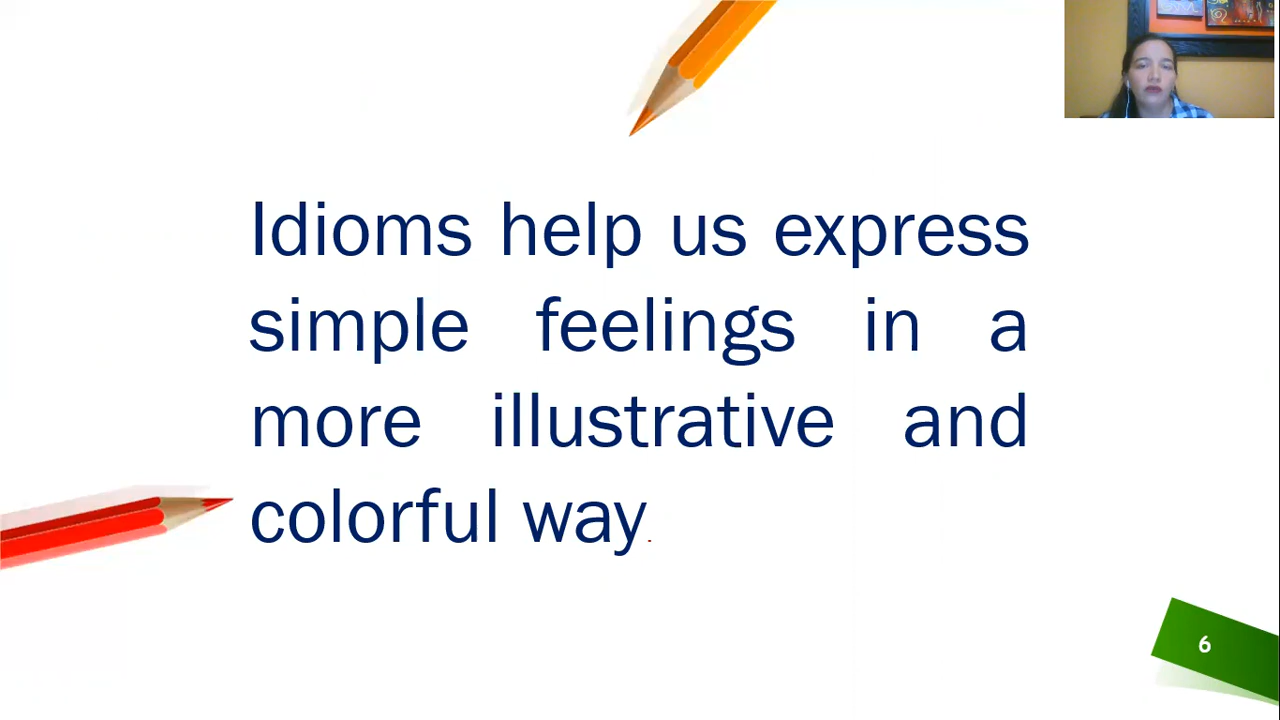 Idioms help us express
simple feelings in a
more illustrative and
colorful way.
6